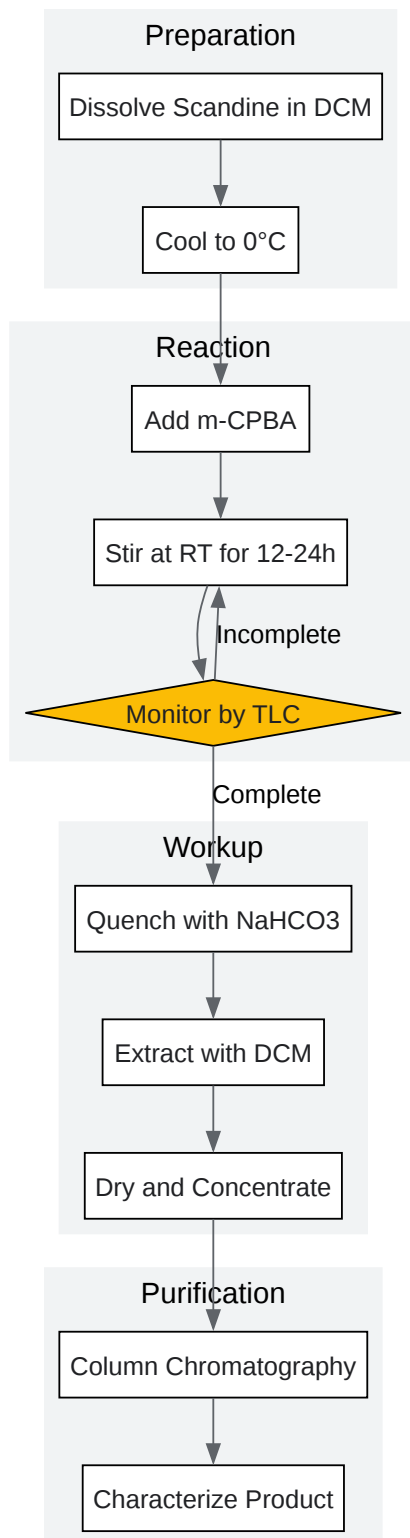 Preparation
Dissolve Scandine in DCM
Cool to 0°C
Reaction
Add m-CPBA
Stir at RT for 12-24h
Incomplete
Monitor by TLC
Complete
Workup
Quench with NaHCO3
Extract with DCM
Dry and Concentrate
Purification
Column Chromatography
Characterize Product